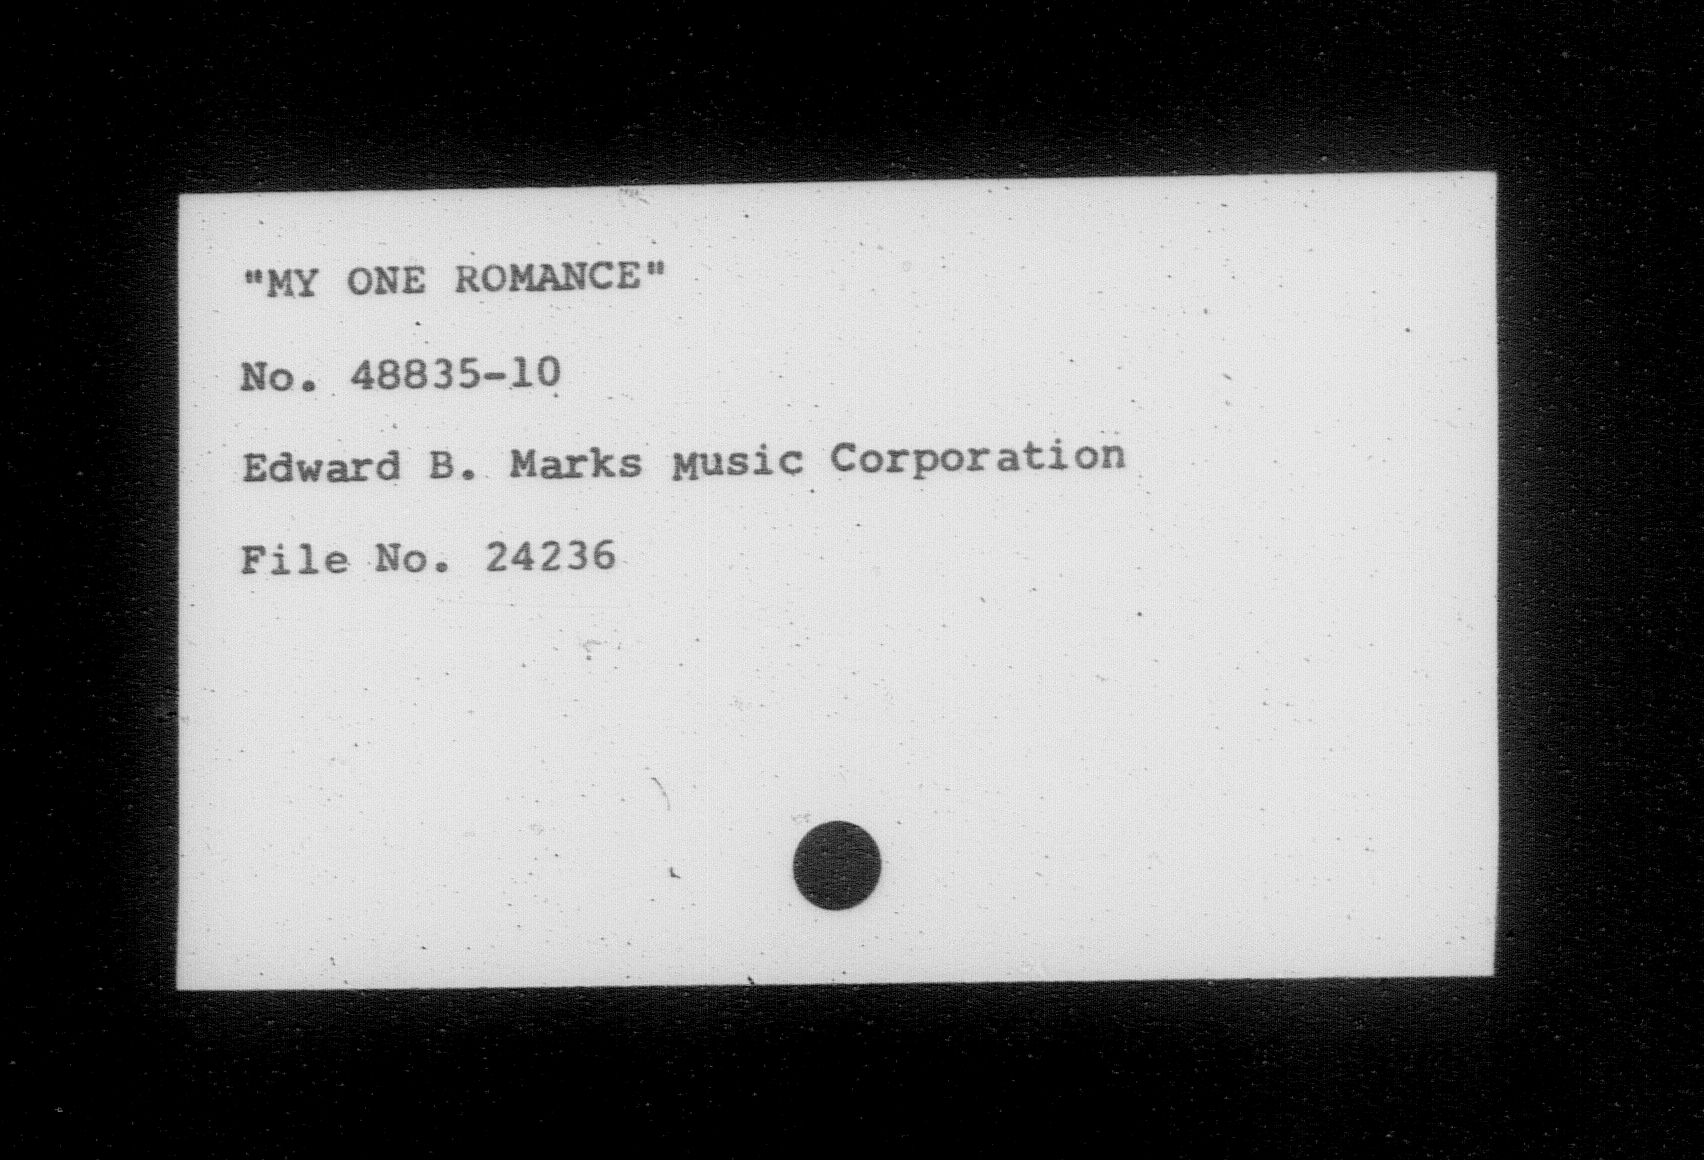 "MY ONE ROMANCE"
No. 48835-10
Edward B. Marks Music Corporation
File No. 24236